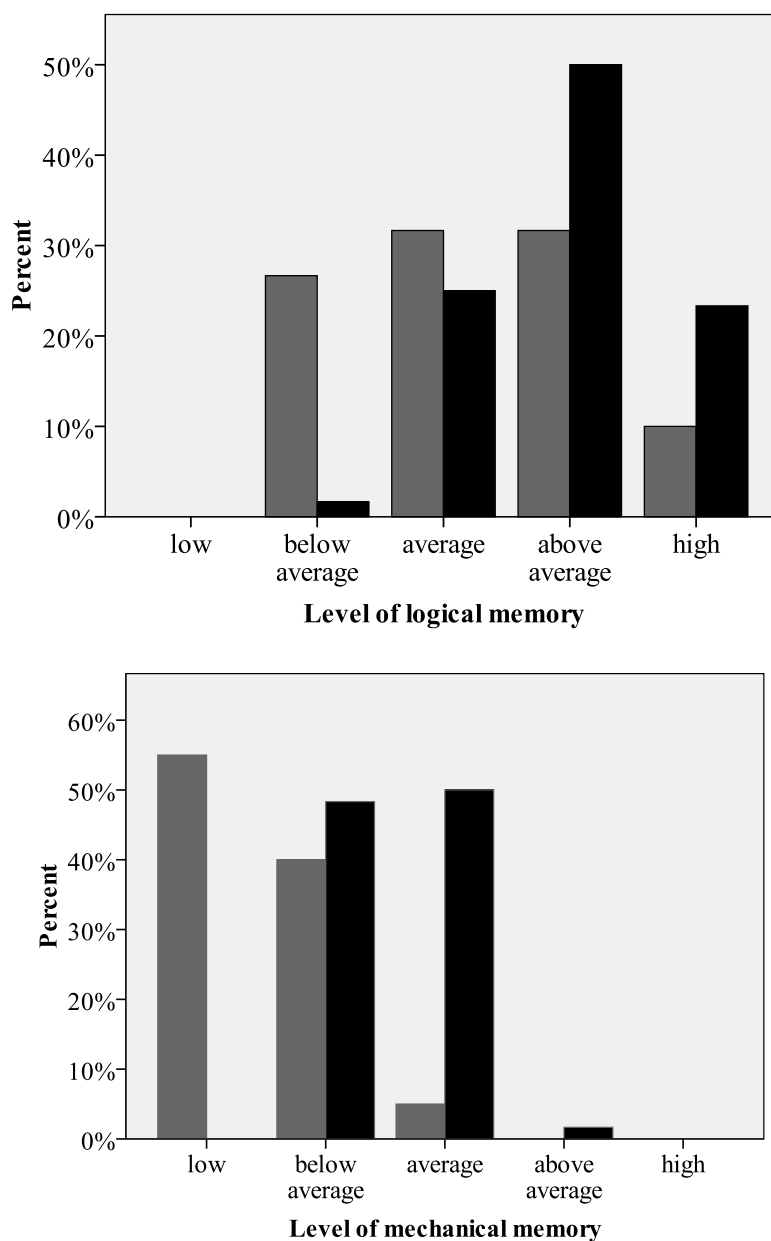 50%
40%
30%
20%
10%
0%
Percent
low below average above high
average average
Level of logical memory
60%
50%
40%
30%
20%
10%
0%
Percent
low below average above high
average average
Level of mechanical memory